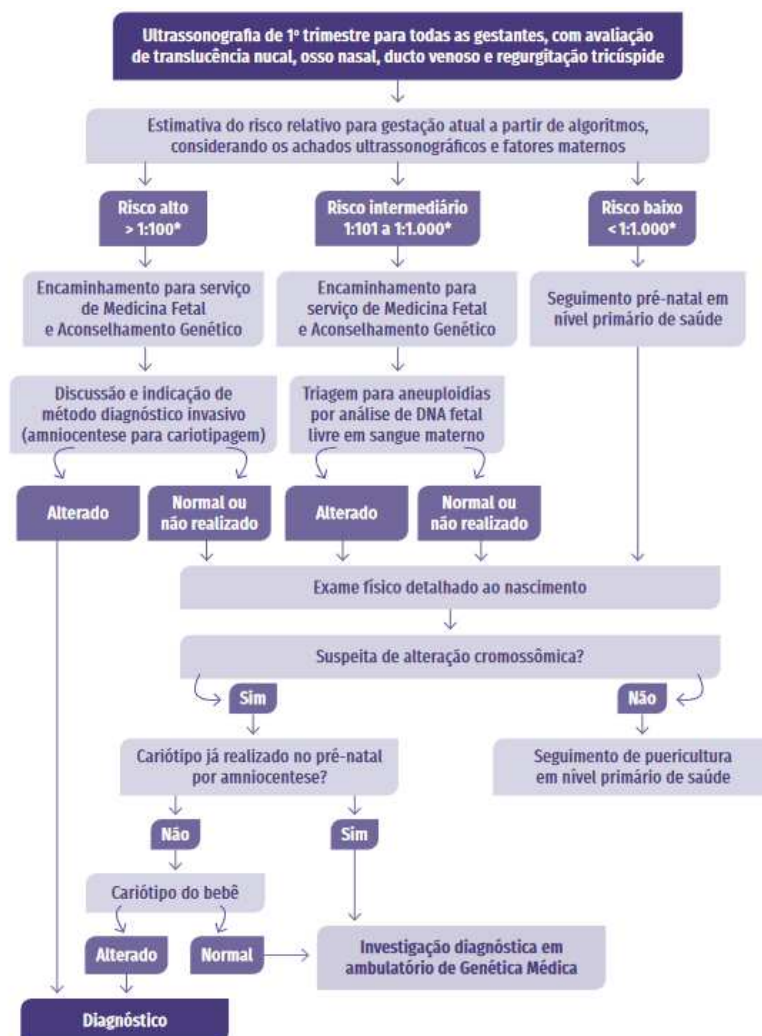 Ultrassonografia de 1º trimestre para todas as gestantes, com avaliação
de translucência nucal, osso nasal, ducto venoso e regurgitação tricúspide
Estimativa do risco relativo para gestação atual a partir de algoritmos,
considerando os achados ultrassonográficos e fatores maternos
Risco alto
> 1:100*
Risco intermediário
1:101 a 1:1.000*
Risco baixo
< 1:1.000*
Encaminhamento para serviço
de Medicina Fetal
e Aconselhamento Genético
Encaminhamento para
serviço de Medicina Fetal
e Aconselhamento Genético
Seguimento pré-natal em
nível primário de saúde
Discussão e indicação de
método diagnóstico invasivo
(amniocentese para cariotipagem)
Triagem para aneuploidias
por análise de DNA fetal
livre em sangue materno
Alterado
Normal ou
não realizado
Alterado
Normal ou
não realizado
Exame físico detalhado ao nascimento
Suspeita de alteração cromossômica?
Sim
Não
Cariótipo já realizado no pré-natal
por amniocentese?
Seguimento de puericultura
em nível primário de saúde
Não
Sim
Cariótipo do bebê
Alterado
Normal
Investigação diagnóstica em
ambulatório de Genética Médica
Diagnóstico